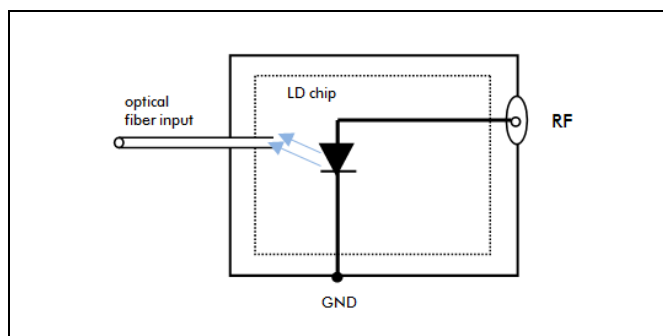 LD chip
optical
fiber input
RF
GND